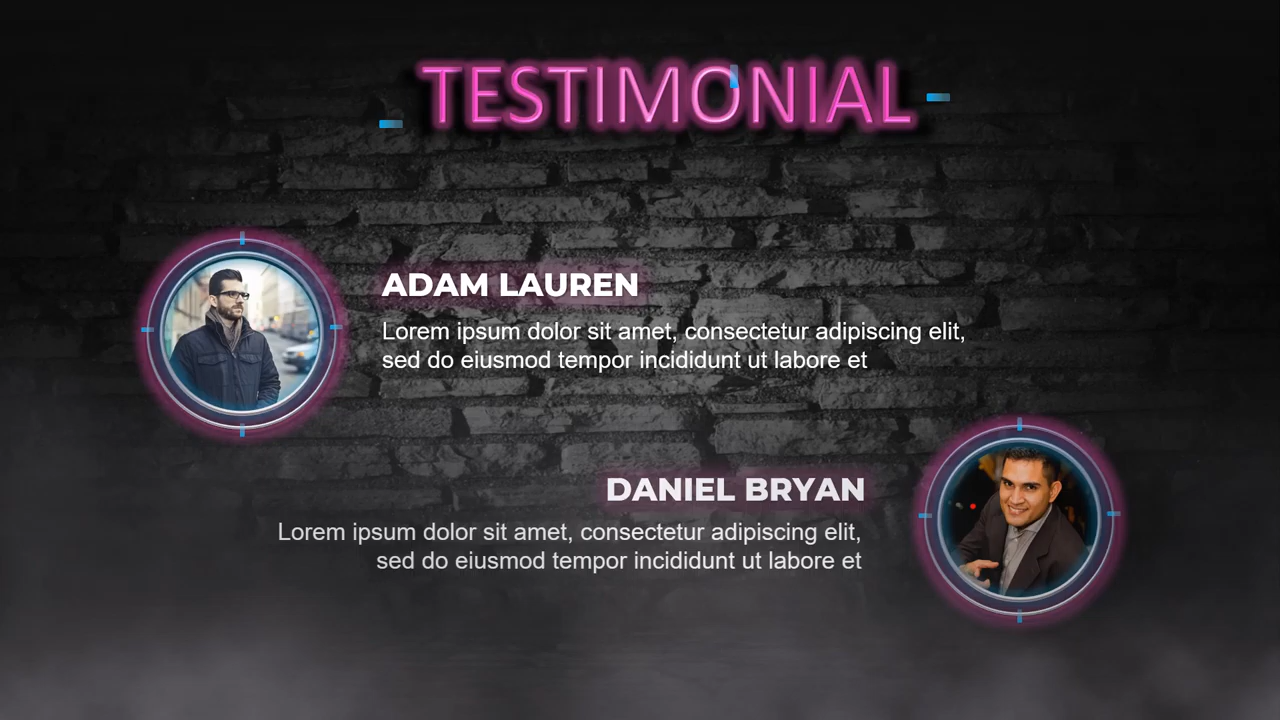 TESTIMONIAL
ADAM LAUREN
Lorem ipsum dolor sit amet, consectetur adipiscing elit,
sed do eiusmod tempor incididunt ut labore et
DANIEL BRYAN
Lorem ipsum dolor sit amet, consectetur adipiscing elit,
sed do eiusmod tempor incididunt ut labore et